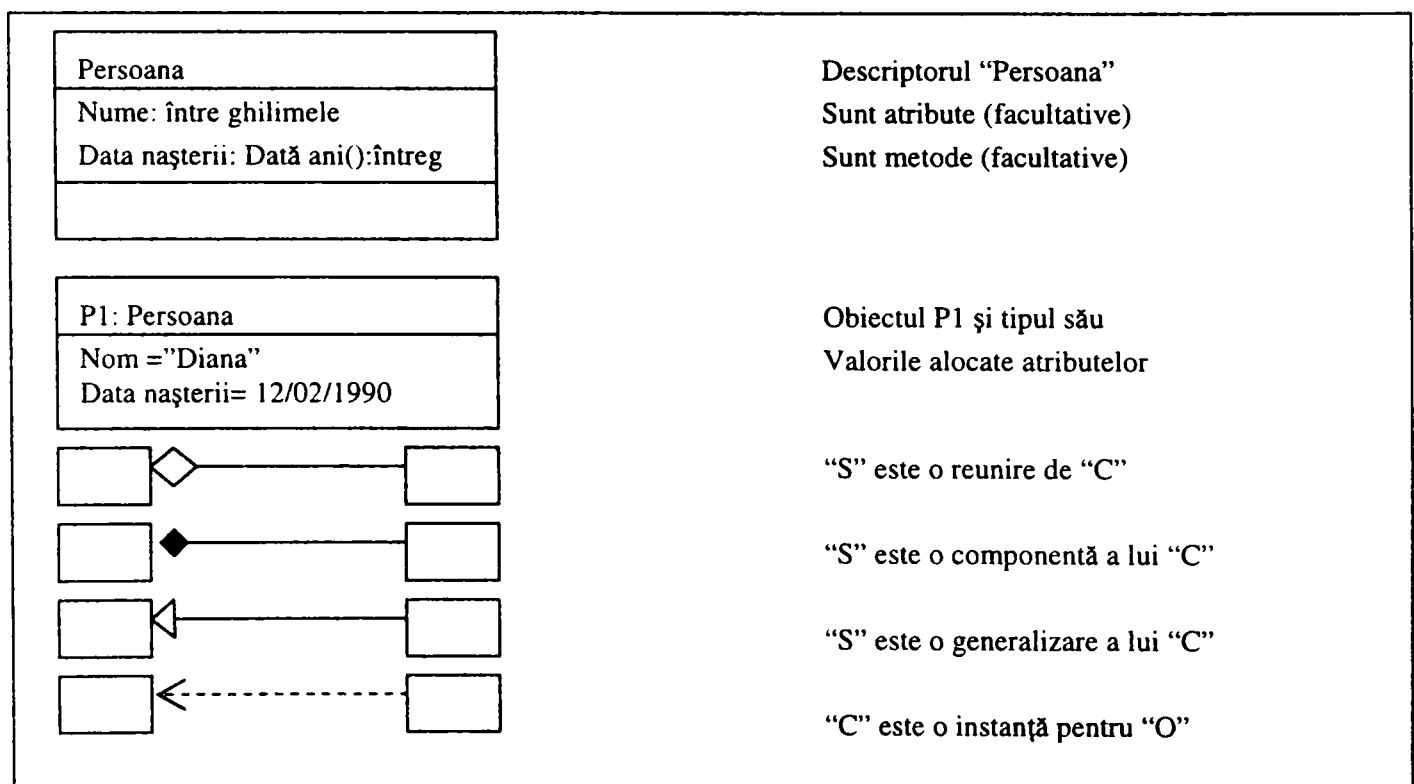 Persoana
Descriptorul “Persoana”
Nume: între ghilimele
Sunt atribute (facultative)
Data naşterii: Dată ani():întreg
Sunt metode (facultative)
P1: Persoana
Obiectul P1 şi tipul său
Nom =”Diana”
Valorile alocate atributelor
Data naşterii= 12/02/1990
“S” este o reunire de “C”
“S” este o componentă a lui “C”
“S” este o generalizare a lui “C”
“C” este o instanţă pentru “O”